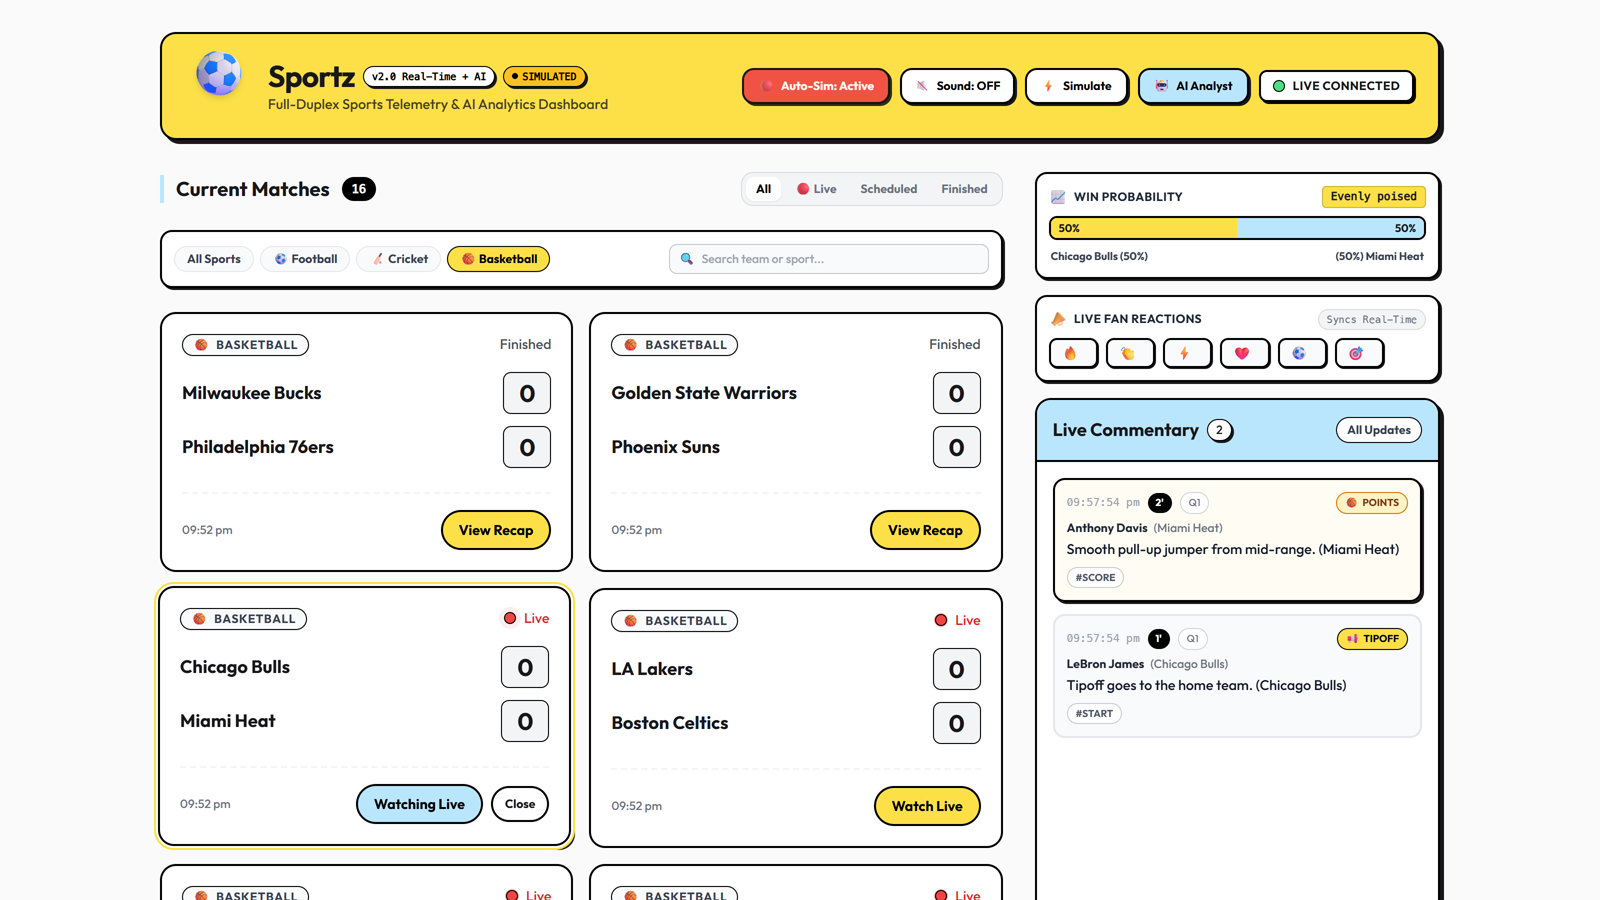 Sportz
v2.0 Real-Time + AI
SIMULATED
Full-Duplex Sports Telemetry & AI Analytics Dashboard
Auto-Sim: Active
Sound: OFF
Simulate
AI Analyst
LIVE CONNECTED
Current Matches
16
All
Live
Scheduled
Finished
All Sports
Football
Cricket
Basketball
Search team or sport...
BASKETBALL
Finished
Milwaukee Bucks
0
Philadelphia 76ers
0
09:52 pm
View Recap
BASKETBALL
Finished
Golden State Warriors
0
Phoenix Suns
0
09:52 pm
View Recap
BASKETBALL
Live
Chicago Bulls
0
Miami Heat
0
09:52 pm
Watching Live
Close
BASKETBALL
Live
LA Lakers
0
Boston Celtics
0
09:52 pm
Watch Live
BASKETBALL
Live
BASKETBALL
Live
WIN PROBABILITY
Evenly poised
50%
50%
Chicago Bulls (50%)
(50%) Miami Heat
LIVE FAN REACTIONS
Syncs Real-Time
Live Commentary
2
All Updates
09:57:54 pm
2'
Q1
POINTS
Anthony Davis (Miami Heat)
Smooth pull-up jumper from mid-range. (Miami Heat)
#SCORE
09:57:54 pm
1'
Q1
TIPOFF
LeBron James (Chicago Bulls)
Tipoff goes to the home team. (Chicago Bulls)
#START